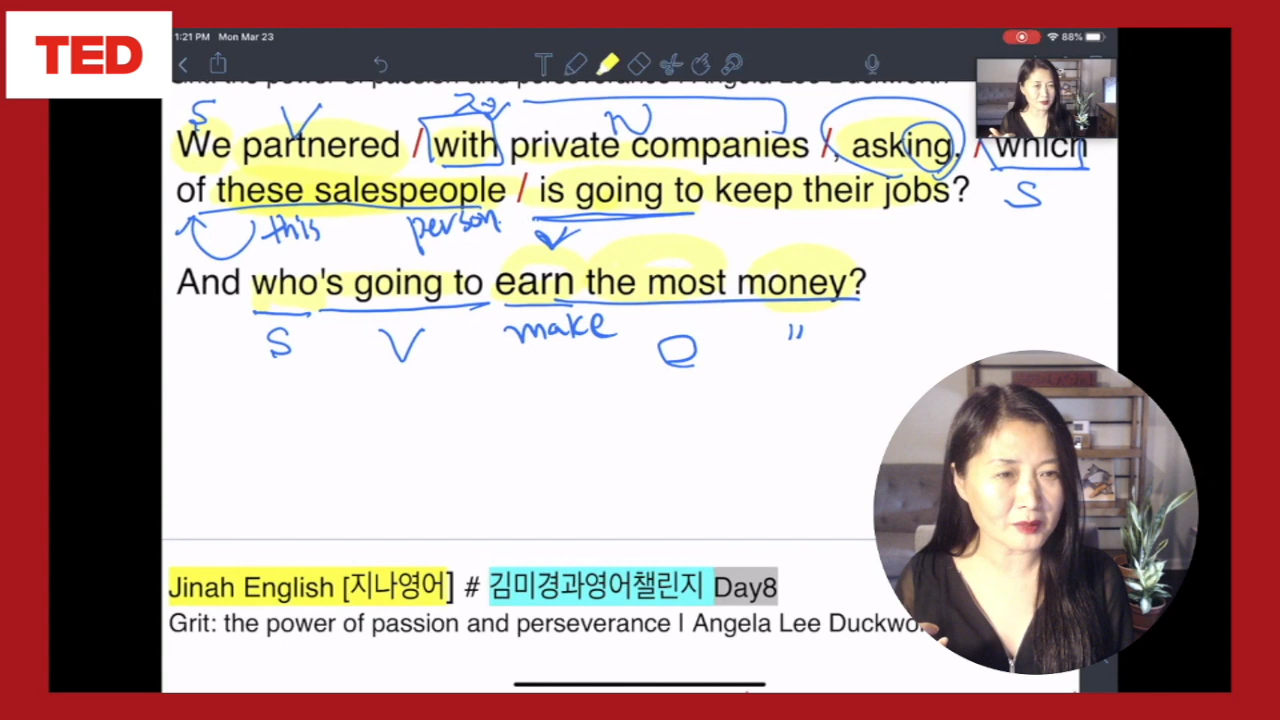 TED
1:21 PM Mon Mar 23
88%
S V N
We partnered / with private companies /, asking, / which
of these salespeople / is going to keep their jobs?
S
this person V
And who's going to earn the most money?
S V make O "
Jinah English [지나영어] # 김미경과영어챌린지 Day8
Grit: the power of passion and perseverance | Angela Lee